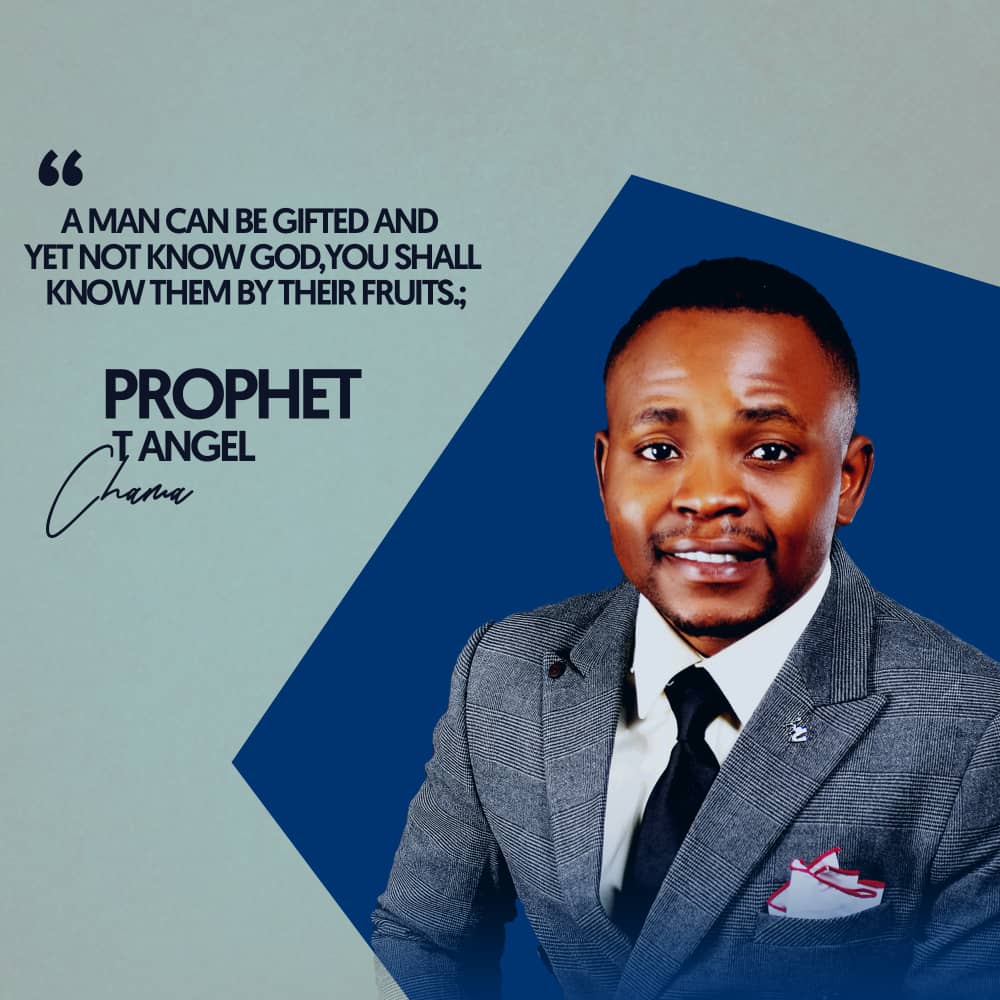 “
A MAN CAN BE GIFTED AND
YET NOT KNOW GOD,YOU SHALL
KNOW THEM BY THEIR FRUITS.;
PROPHET
T ANGEL
Chama